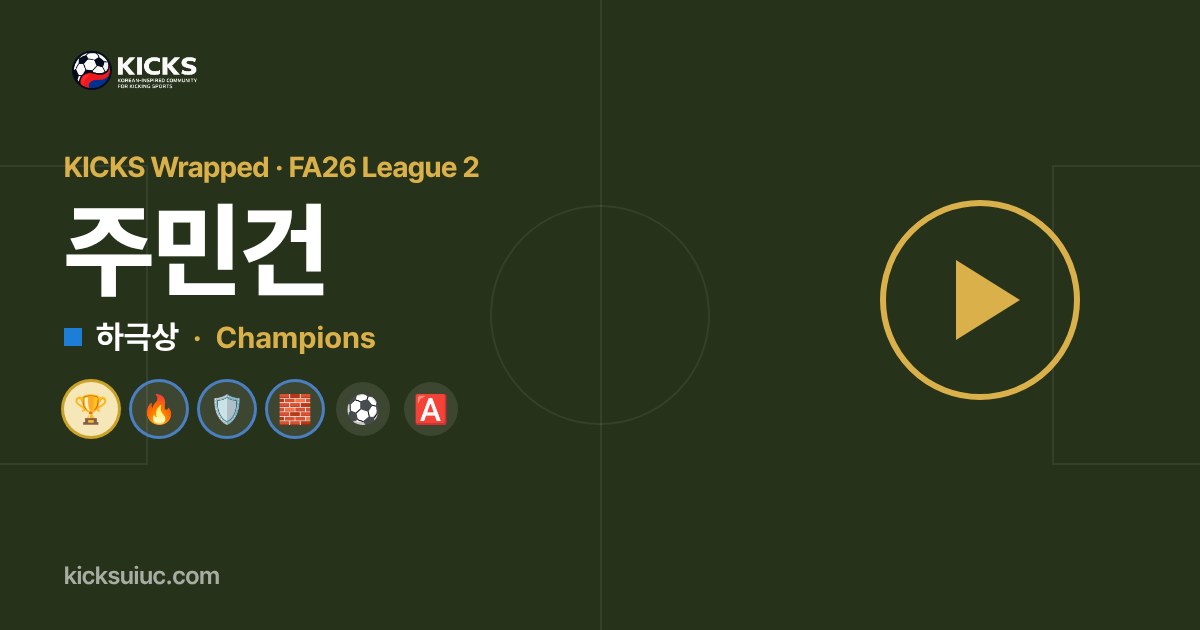 KICKS
KOREAN-INSPIRED COMMUNITY
FOR KICKING SPORTS
KICKS Wrapped · FA26 League 2
주민건
하극상 · Champions
🏆 🔥 🛡️ 🧱 ⚽ 🅰️
kicksuiuc.com